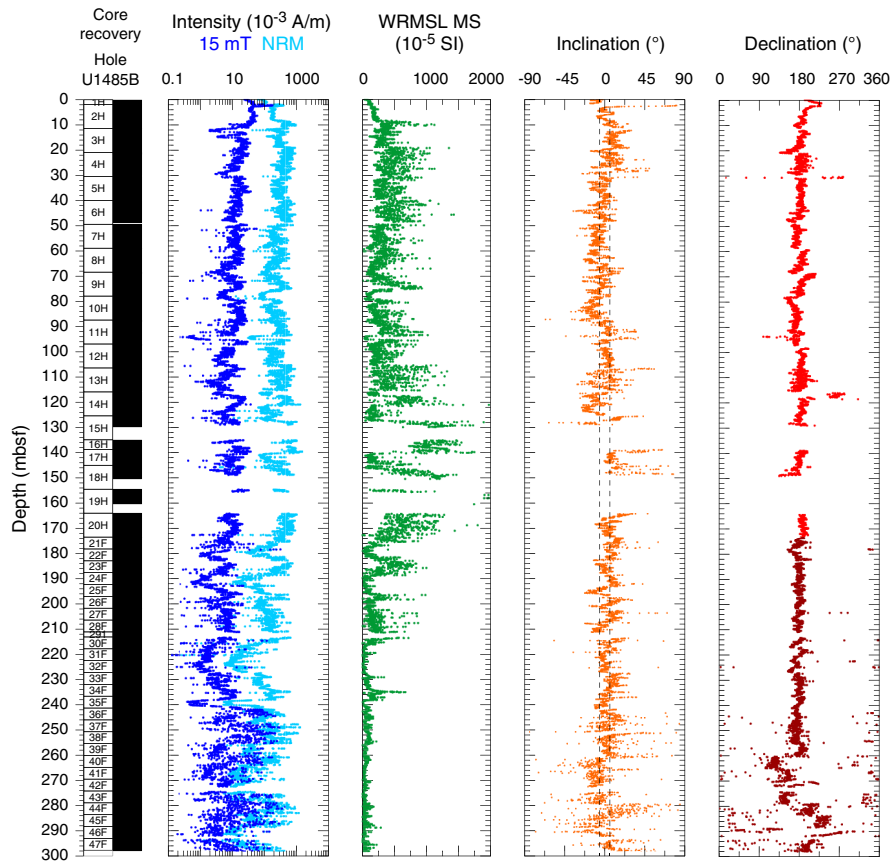 Core
recovery
Hole
U1485B
Intensity (10-3 A/m)
15 mT NRM
WRMSL MS
(10-5 SI)
Inclination (°)
Declination (°)
0.1 10 1000
0 1000 2000
-90 -45 0 45 90
0 90 180 270 360
Depth (mbsf)
0
10
20
30
40
50
60
70
80
90
100
110
120
130
140
150
160
170
180
190
200
210
220
230
240
250
260
270
280
290
300
1H
2H
3H
4H
5H
6H
7H
8H
9H
10H
11H
12H
13H
14H
15H
16H
17H
18H
19H
20H
21F
22F
23F
24F
25F
26F
27F
28F
291
30F
31F
32F
33F
34F
35F
36F
37F
38F
39F
40F
41F
42F
43F
44F
45F
46F
47F